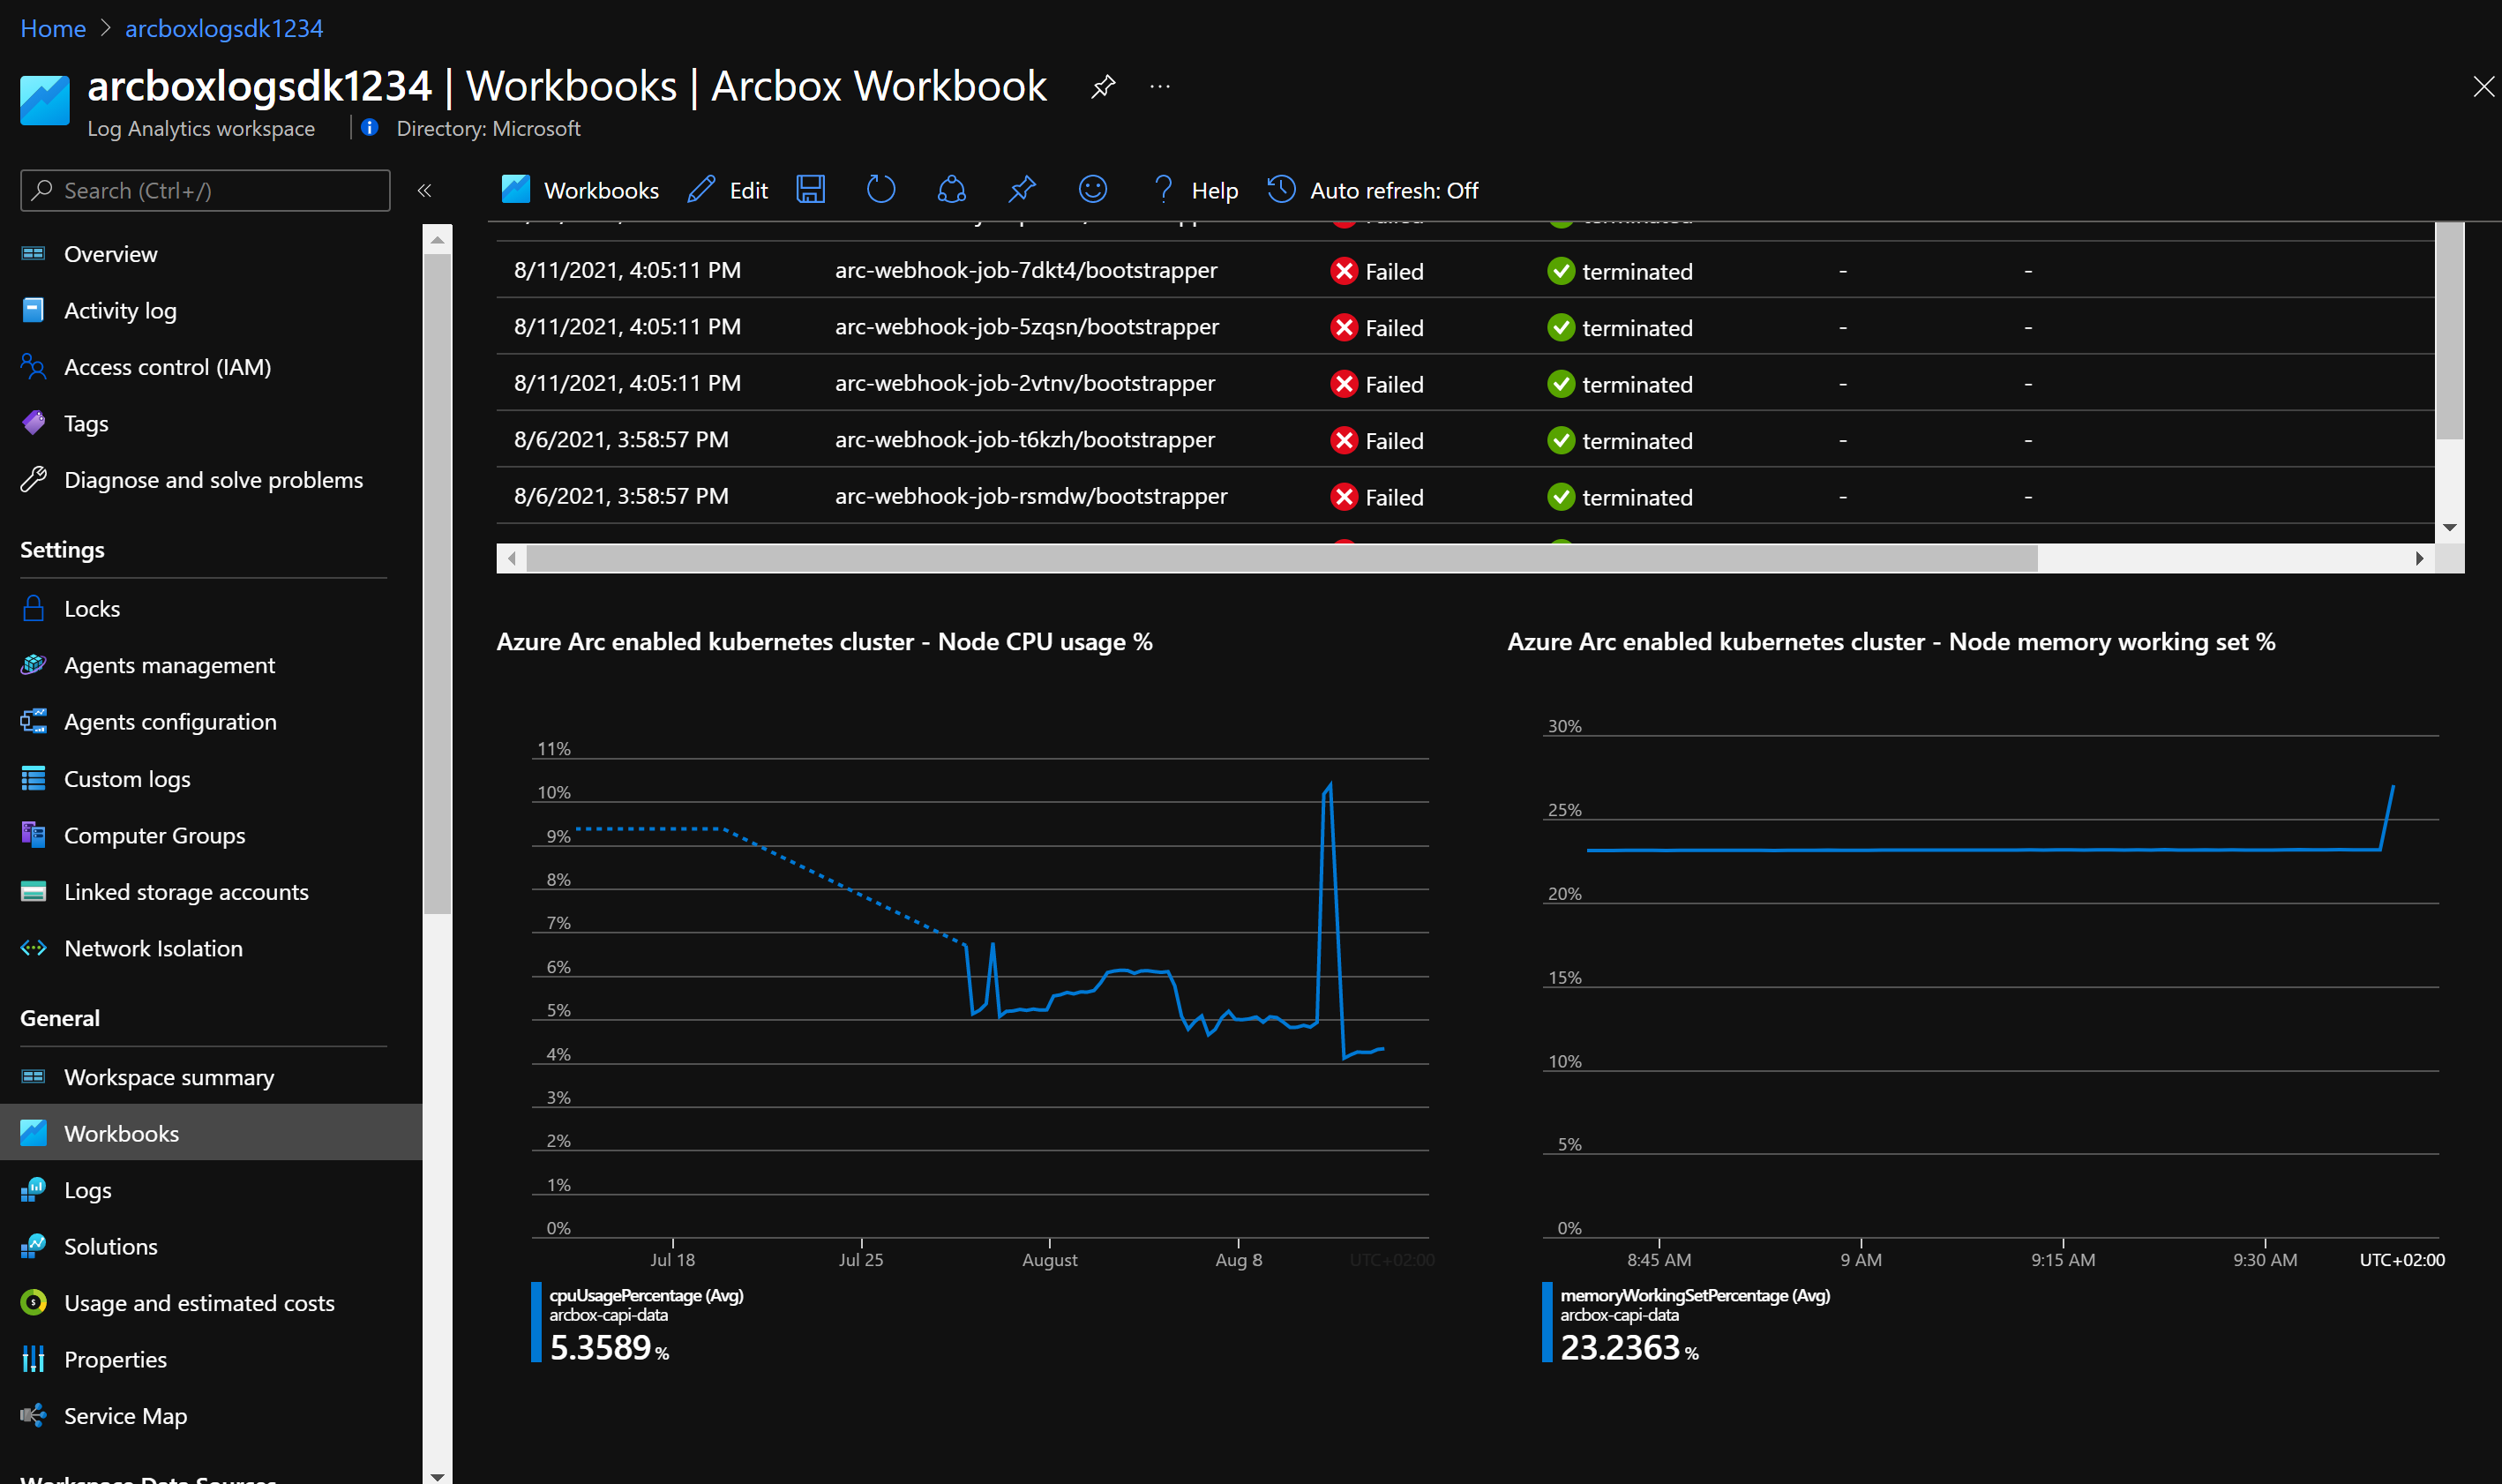 Home > arcboxlogsdk1234
arcboxlogsdk1234 | Workbooks | Arcbox Workbook ...
Log Analytics workspace | Directory: Microsoft
Search (Ctrl+/)
«
Workbooks Edit Help Auto refresh: Off
Overview
Activity log
Access control (IAM)
Tags
Diagnose and solve problems
Settings
Locks
Agents management
Agents configuration
Custom logs
Computer Groups
Linked storage accounts
Network Isolation
General
Workspace summary
Workbooks
Logs
Solutions
Usage and estimated costs
Properties
Service Map
Workspace Data Sources
8/11/2021, 4:05:11 PM arc-webhook-job-7dkt4/bootstrapper Failed terminated - -
8/11/2021, 4:05:11 PM arc-webhook-job-5zqsn/bootstrapper Failed terminated - -
8/11/2021, 4:05:11 PM arc-webhook-job-2vtnv/bootstrapper Failed terminated - -
8/6/2021, 3:58:57 PM arc-webhook-job-t6kzh/bootstrapper Failed terminated - -
8/6/2021, 3:58:57 PM arc-webhook-job-rsmdw/bootstrapper Failed terminated - -
Azure Arc enabled kubernetes cluster - Node CPU usage %
11%
10%
9%
8%
7%
6%
5%
4%
3%
2%
1%
0%
Jul 18 Jul 25 August Aug 8 UTC+02:00
cpuUsagePercentage (Avg)
arcbox-capi-data
5.3589 %
Azure Arc enabled kubernetes cluster - Node memory working set %
30%
25%
20%
15%
10%
5%
0%
8:45 AM 9 AM 9:15 AM 9:30 AM UTC+02:00
memoryWorkingSetPercentage (Avg)
arcbox-capi-data
23.2363 %